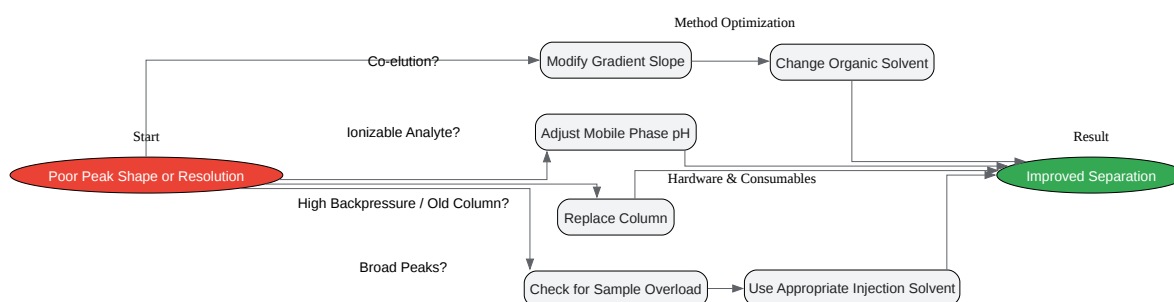 Method Optimization
Co-elution?
Modify Gradient Slope
Change Organic Solvent
Start
Ionizable Analyte?
Adjust Mobile Phase pH
Result
Poor Peak Shape or Resolution
Hardware & Consumables
Improved Separation
High Backpressure / Old Column?
Replace Column
Broad Peaks?
Check for Sample Overload
Use Appropriate Injection Solvent